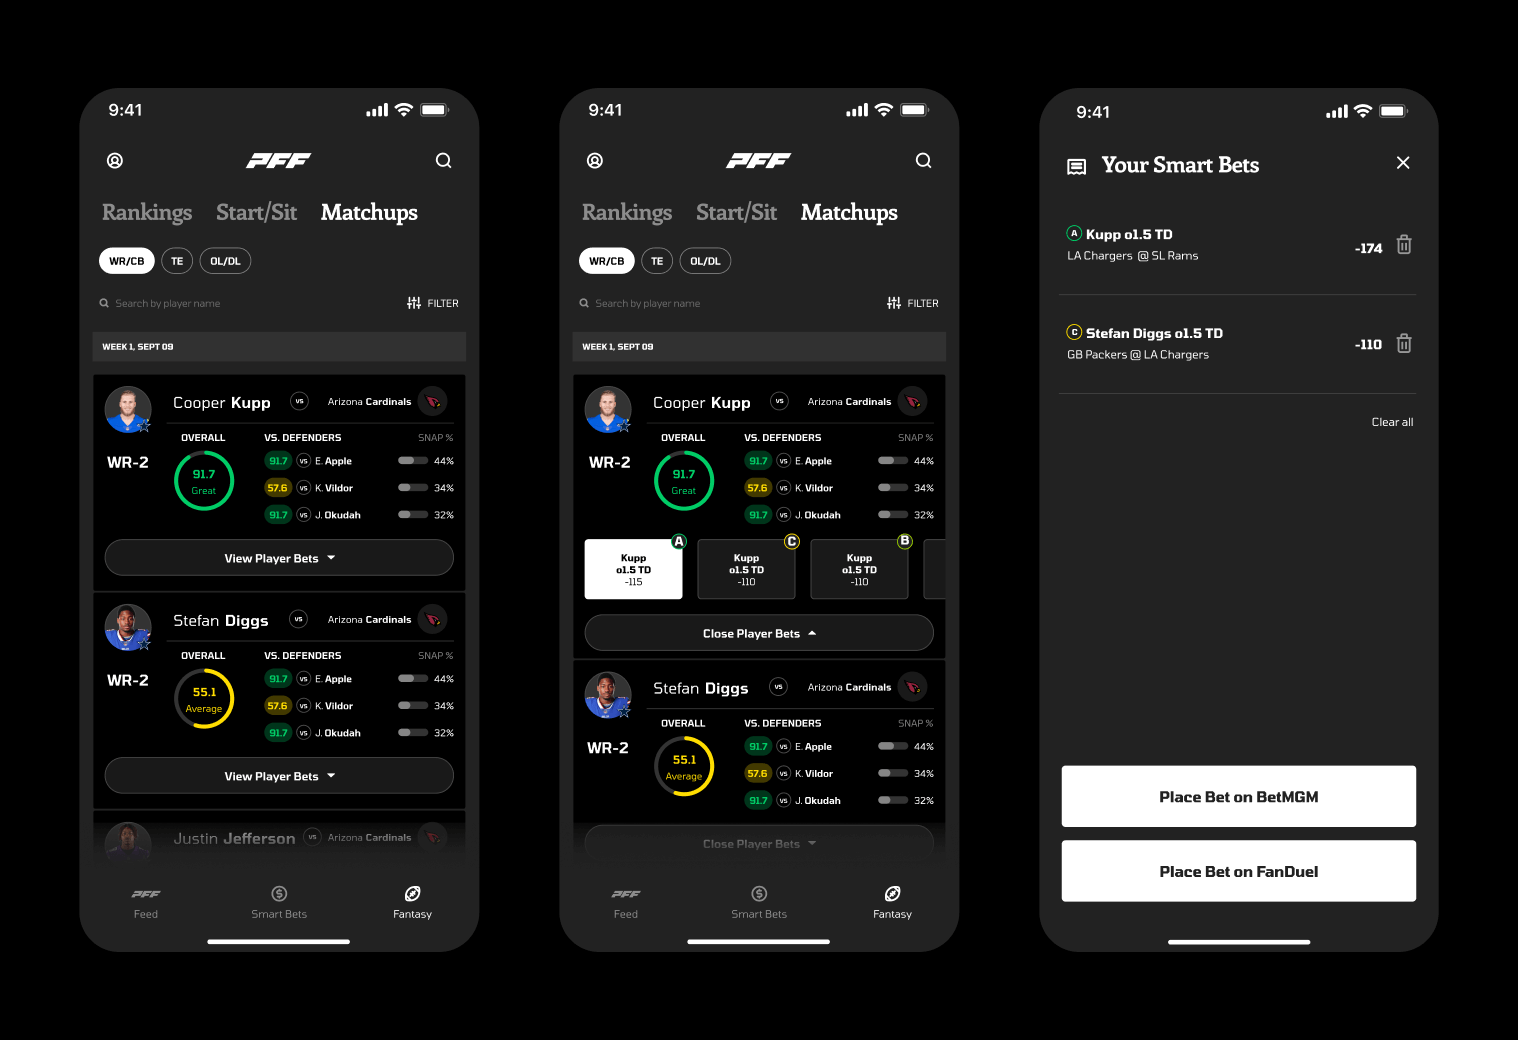 9:41
PFF
Rankings Start/Sit Matchups
WR/CB TE OL/DL
Search by player name FILTER
WEEK 1, SEPT 09
Cooper Kupp VS Arizona Cardinals
OVERALL VS. DEFENDERS SNAP %
WR-2
91.7
Great
91.7 VS E. Apple 44%
57.6 VS K. Vildor 34%
91.7 VS J. Okudah 32%
View Player Bets
Stefan Diggs VS Arizona Cardinals
OVERALL VS. DEFENDERS SNAP %
WR-2
55.1
Average
91.7 VS E. Apple 44%
57.6 VS K. Vildor 34%
91.7 VS J. Okudah 32%
View Player Bets
Justin Jefferson VS Arizona Cardinals
PFF
Feed Smart Bets Fantasy
9:41
PFF
Rankings Start/Sit Matchups
WR/CB TE OL/DL
Search by player name FILTER
WEEK 1, SEPT 09
Cooper Kupp VS Arizona Cardinals
OVERALL VS. DEFENDERS SNAP %
WR-2
91.7
Great
91.7 VS E. Apple 44%
57.6 VS K. Vildor 34%
91.7 VS J. Okudah 32%
A C B
Kupp Kupp Kupp
o1.5 TD o1.5 TD o1.5 TD
-115 -110 -110
Close Player Bets
Stefan Diggs VS Arizona Cardinals
OVERALL VS. DEFENDERS SNAP %
WR-2
55.1
Average
91.7 VS E. Apple 44%
57.6 VS K. Vildor 34%
91.7 VS J. Okudah 32%
Close Player Bets
PFF
Feed Smart Bets Fantasy
9:41
Your Smart Bets
A Kupp o1.5 TD
LA Chargers @ SL Rams
-174
C Stefan Diggs o1.5 TD
GB Packers @ LA Chargers
-110
Clear all
Place Bet on BetMGM
Place Bet on FanDuel